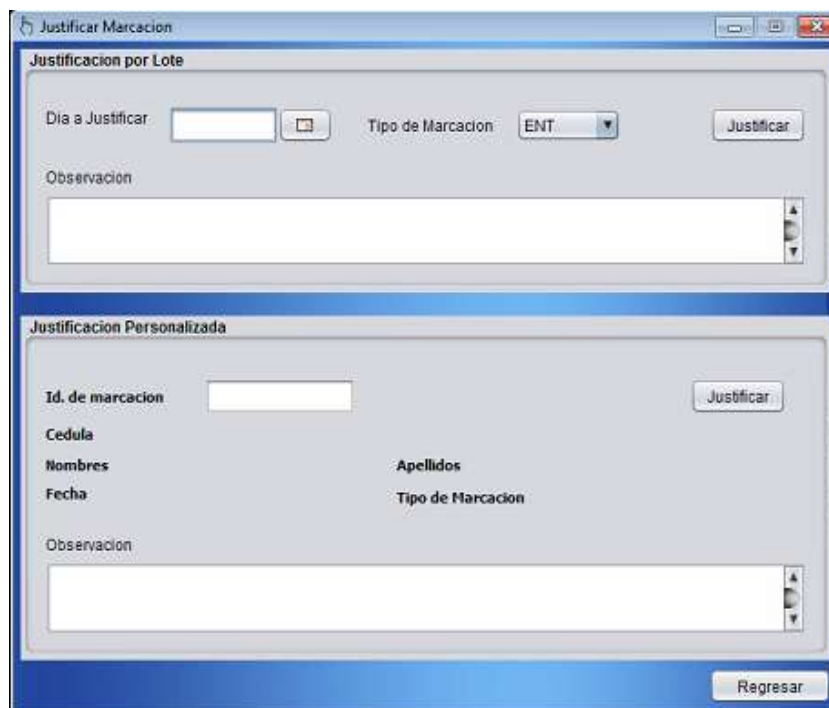 Justificar Marcacion
Justificacion por Lote
Dia a Justificar Tipo de Marcacion ENT Justificar
Observacion
Justificacion Personalizada
Id. de marcacion Justificar
Cedula
Nombres Apellidos
Fecha Tipo de Marcacion
Observacion
Regresar